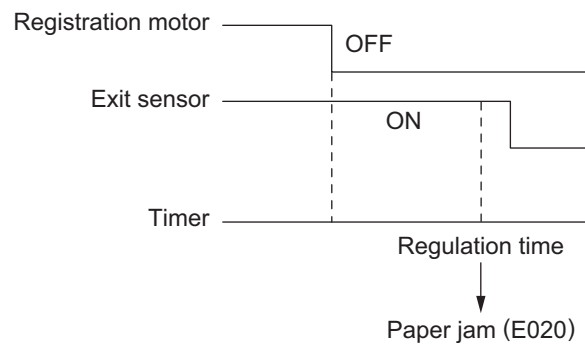 Registration motor
OFF
Exit sensor
ON
Timer
Regulation time
Paper jam (E020)